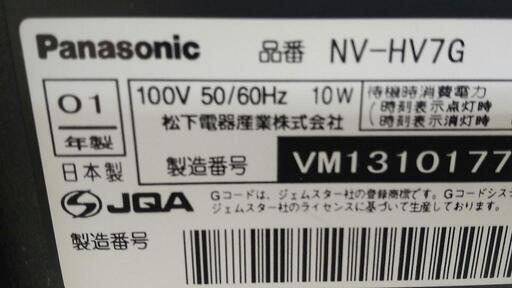 Panasonic 品番 NV-HV7G
01年製
日本製
100V 50/60Hz 10W
松下電器産業株式会社
待機時消費電力
(時刻表示点灯時
(時刻表示消灯時
製造番号 VM1310177
JQA
Gコードは、ジェムスター社の登録商標です。Gコードシス
ジェムスター社のライセンスに基づいて生産しております。
製造番号